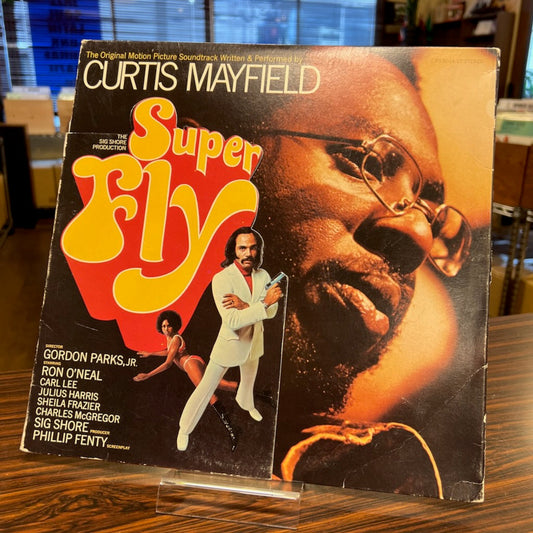 The Original Motion Picture Soundtrack Written & Performed by
CURTIS MAYFIELD
THE
SIG SHORE
PRODUCTION
Super
Fly
DIRECTOR
GORDON PARKS, JR.
STARRING
RON O'NEAL
CARL LEE
JULIUS HARRIS
SHEILA FRAZIER
CHARLES McGREGOR
SIG SHORE PRODUCER
PHILLIP FENTY SCREENPLAY